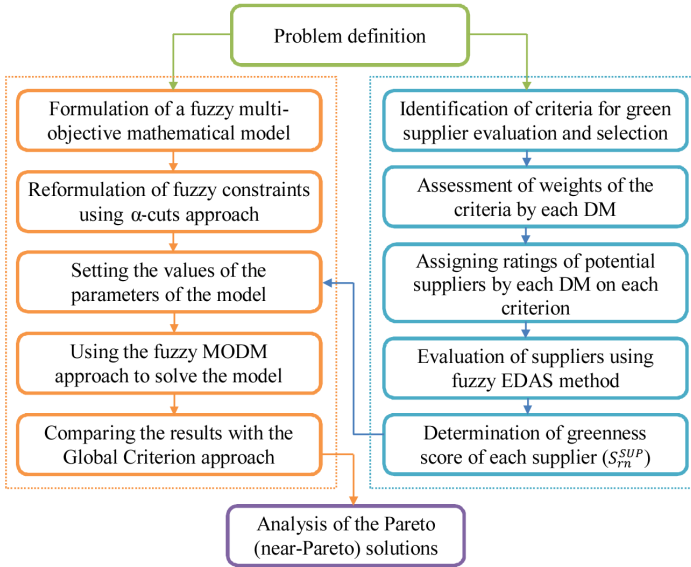 Problem definition
Formulation of a fuzzy multi-
objective mathematical model
Reformulation of fuzzy constraints
using α-cuts approach
Setting the values of the
parameters of the model
Using the fuzzy MODM
approach to solve the model
Comparing the results with the
Global Criterion approach
Identification of criteria for green
supplier evaluation and selection
Assessment of weights of the
criteria by each DM
Assigning ratings of potential
suppliers by each DM on each
criterion
Evaluation of suppliers using
fuzzy EDAS method
Determination of greenness
score of each supplier ($S_{rn}^{SUP}$)
Analysis of the Pareto
(near-Pareto) solutions